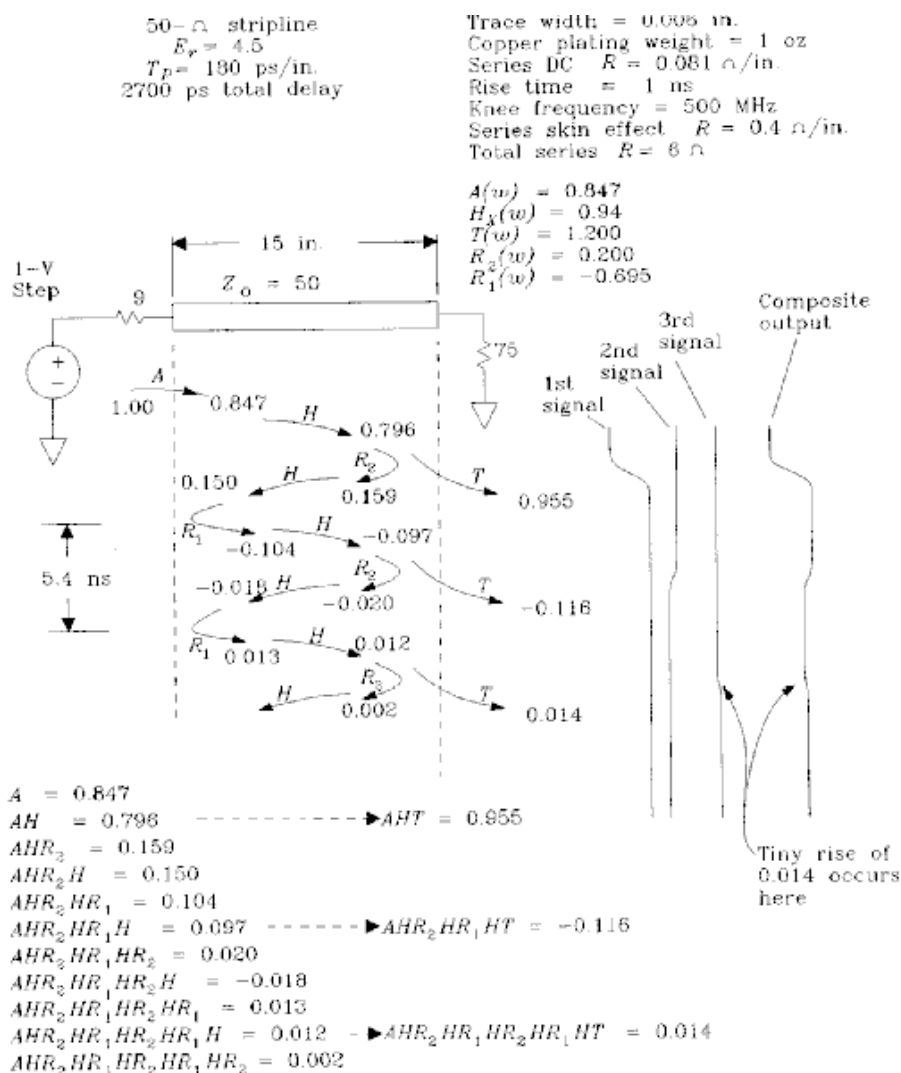 50-Ω stripline
E_r = 4.5
T_p = 180 ps/in.
2700 ps total delay
Trace width = 0.006 in.
Copper plating weight = 1 oz
Series DC R = 0.081 Ω/in.
Rise time = 1 ns
Knee frequency = 500 MHz
Series skin effect R = 0.4 Ω/in.
Total series R = 6 Ω
A(w) = 0.847
H_X(w) = 0.94
T(w) = 1.200
R_2(w) = 0.200
R_1(w) = -0.695
15 in.
1-V
Step
9
Z_o = 50
75
+
−
1st
signal
2nd
signal
3rd
signal
Composite
output
A
1.00
0.847
H
0.796
R_2
T
0.955
0.150
H
0.159
R_1
-0.104
H
-0.097
5.4 ns
R_2
T
-0.116
-0.018
H
-0.020
R_1
0.013
H
0.012
R_3
T
0.014
H
0.002
Tiny rise of
0.014 occurs
here
A = 0.847
AH = 0.796 AHT = 0.955
AHR_2 = 0.159
AHR_2H = 0.150
AHR_2HR_1 = 0.104
AHR_2HR_1H = 0.097 AHR_2HR_1HT = -0.116
AHR_2HR_1HR_2 = 0.020
AHR_2HR_1HR_2H = -0.018
AHR_2HR_1HR_2HR_1 = 0.013
AHR_2HR_1HR_2HR_1H = 0.012 AHR_2HR_1HR_2HR_1HT = 0.014
AHR_2HR_1HR_2HR_1HR_2 = 0.002